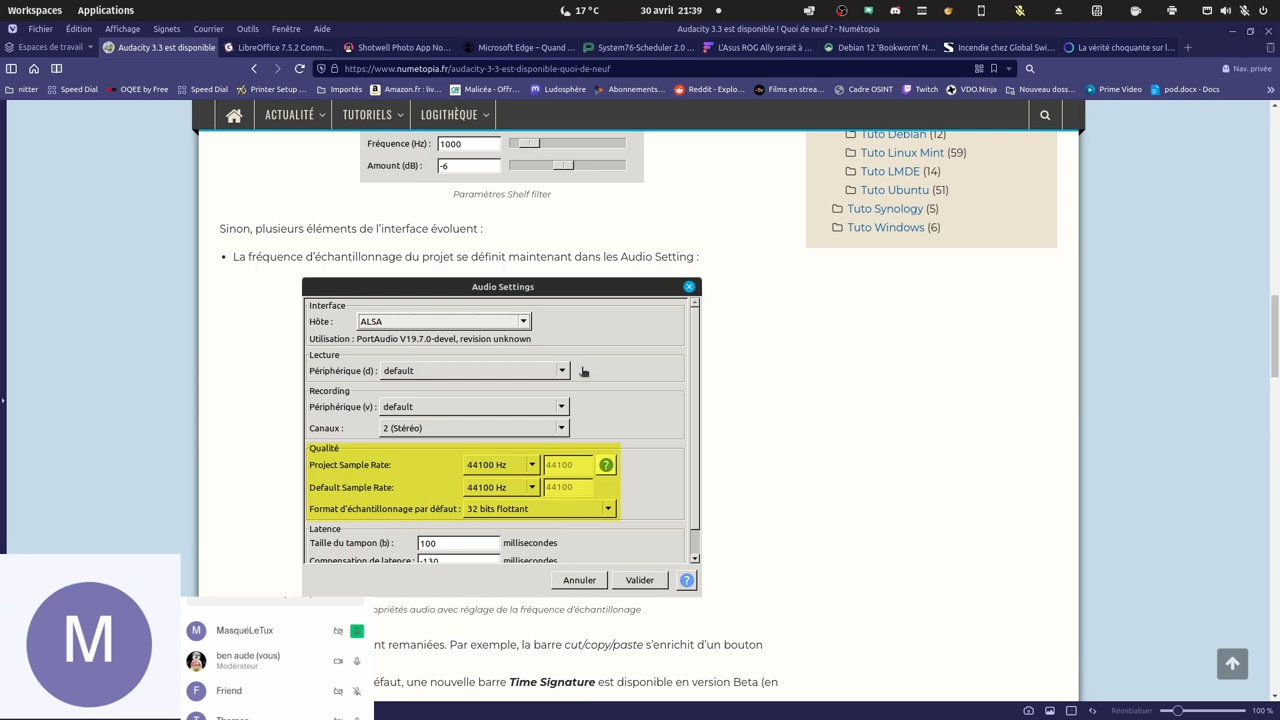 Workspaces Applications
17 °C 30 avril 23:39
Fichier Édition Affichage Signets Courriel Outils Fenêtre Aide
Audacity 3.3 est disponible ! Quoi de neuf ? - Numétopia
Espaces de travail
Audacity 3.3 est disponible
LibreOffice 7.5.2 Comm
Shotwell Photo App No
Microsoft Edge – Quand
System76-Scheduler 2.0
L'Asus ROG Ally serait à
Debian 12 'Bookworm' N
Incendie chez Global Swi
La vérité choquante sur l
https://www.numetopia.fr/audacity-3-3-est-disponible-quoi-de-neuf
Nav. privée
nitter Speed Dial OQEE by Free Speed Dial Printer Setup ... Importés Amazon.fr : liv... Malicéa - Offi... Ludosphère Abonnements... Reddit - Explo... Films en strea... Cadre OSINT Twitch VDO.Ninja Nouveau doss... Prime Video pod.docx - Docs
ACTUALITÉ TUTORIELS LOGITHÈQUE
Fréquence (Hz) : 1000
Amount (dB) : -6
Paramètres Shelf filter
Tuto Debian (12)
Tuto Linux Mint (59)
Tuto LMDE (14)
Tuto Ubuntu (51)
Tuto Synology (5)
Tuto Windows (6)
Sinon, plusieurs éléments de l'interface évoluent :
• La fréquence d'échantillonnage du projet se définit maintenant dans les Audio Setting :
Audio Settings
Interface
Hôte : ALSA
Utilisation : PortAudio V19.7.0-devel, revision unknown
Lecture
Périphérique (d) : default
Recording
Périphérique (v) : default
Canaux : 2 (Stéréo)
Qualité
Project Sample Rate: 44100 Hz 44100 ?
Default Sample Rate: 44100 Hz 44100
Format d'échantillonnage par défaut : 32 bits flottant
Latence
Taille du tampon (b) : 100 millisecondes
Compensation de latence : -130 millisecondes
Annuler Valider ?
opriétés audio avec réglage de la fréquence d'échantillonage
nt remaniées. Par exemple, la barre cut/copy/paste s'enrichit d'un bouton
éfaut, une nouvelle barre Time Signature est disponible en version Beta (en
M
M MasquéLeTux
ben aude (vous)
Modérateur
F Friend
Réinitialiser 100 %